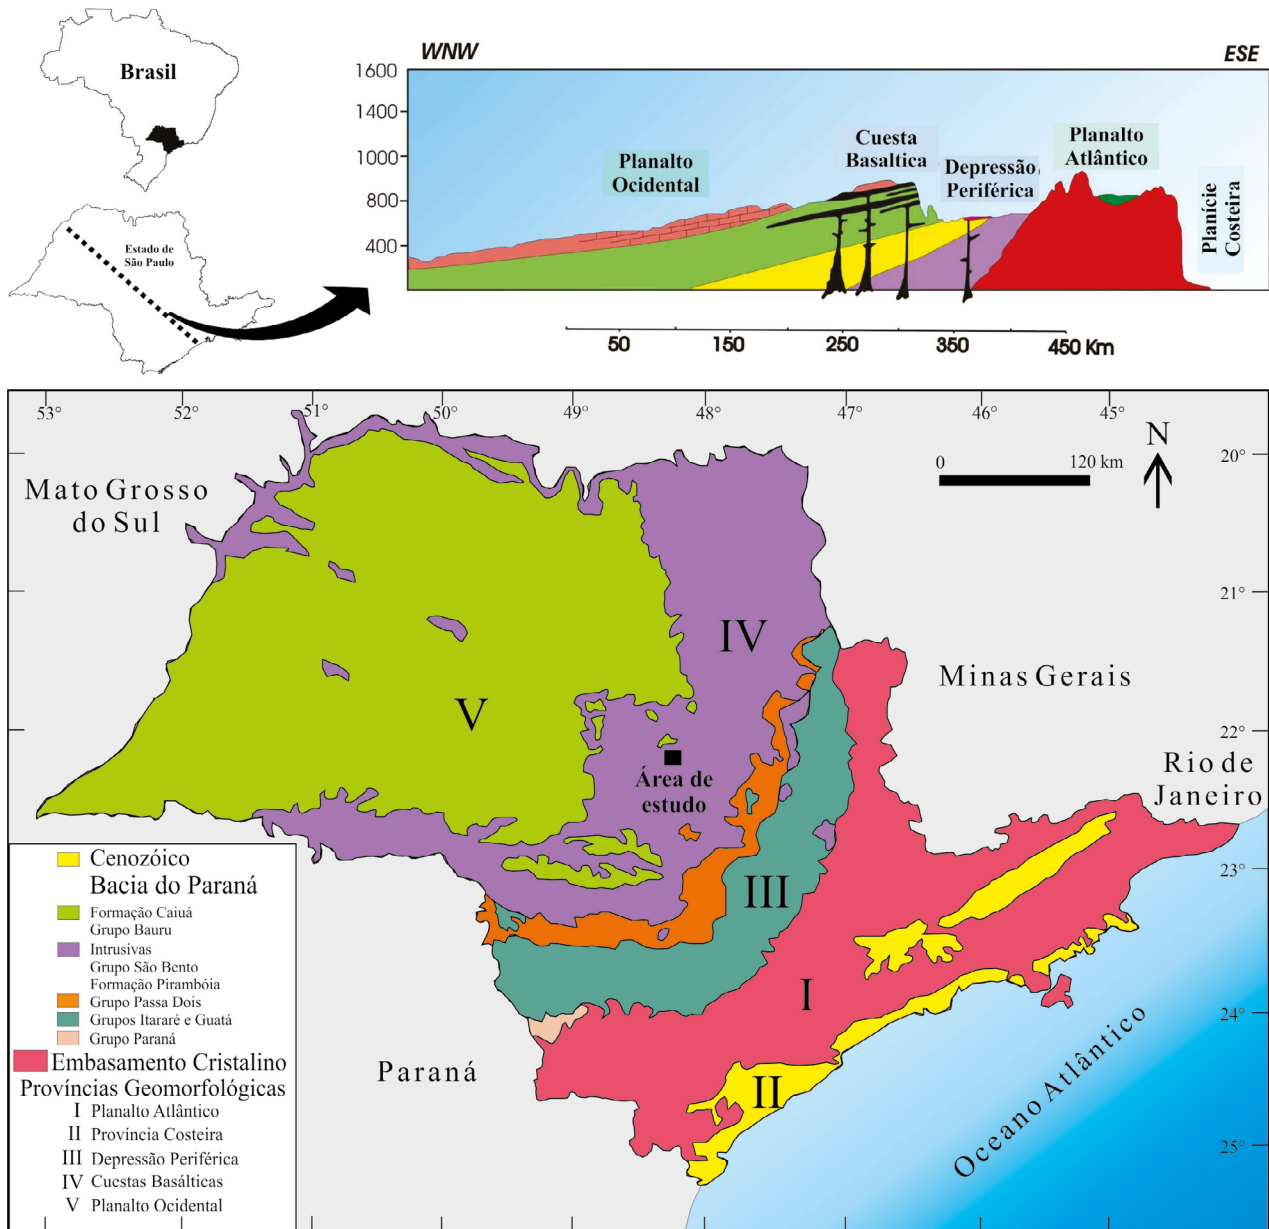 Brasil
Estado de
São Paulo
WNW
ESE
1600
1400
1000
800
400
Planalto
Ocidental
Cuesta
Basaltica
Depressão
Periférica
Planalto
Atlântico
Planície
Costeira
50
150
250
350
450 Km
53°
52°
51°
50°
49°
48°
47°
46°
45°
20°
21°
22°
23°
24°
25°
N
0
120 km
Mato Grosso
do Sul
Minas Gerais
Rio de
Janeiro
Paraná
Oceano Atlântico
IV
V
III
I
II
Área de
estudo
Cenozóico
Bacia do Paraná
Formação Caiuá
Grupo Bauru
Intrusivas
Grupo São Bento
Formação Pirambóia
Grupo Passa Dois
Grupos Itararé e Guatá
Grupo Paraná
Embasamento Cristalino
Províncias Geomorfológicas
I Planalto Atlântico
II Província Costeira
III Depressão Periférica
IV Cuestas Basálticas
V Planalto Ocidental